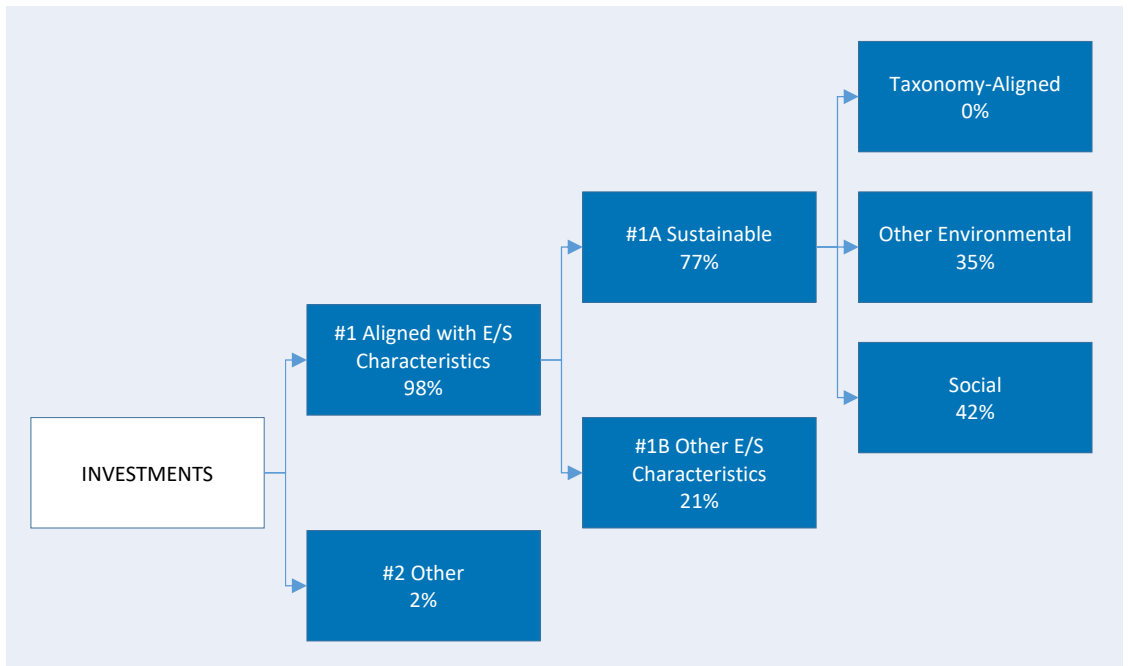 INVESTMENTS
#1 Aligned with E/S
Characteristics
98%
#2 Other
2%
#1A Sustainable
77%
#1B Other E/S
Characteristics
21%
Taxonomy-Aligned
0%
Other Environmental
35%
Social
42%